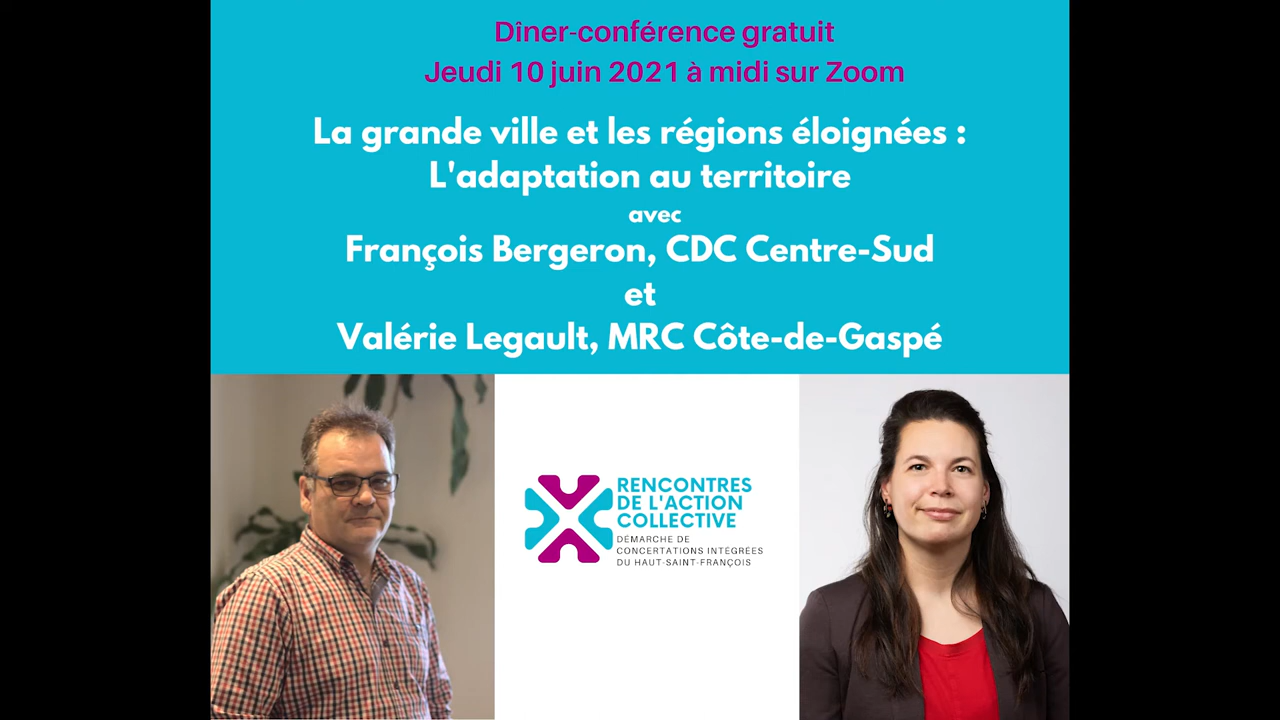 Dîner-conférence gratuit
Jeudi 10 juin 2021 à midi sur Zoom
La grande ville et les régions éloignées :
L'adaptation au territoire
avec
François Bergeron, CDC Centre-Sud
et
Valérie Legault, MRC Côte-de-Gaspé
RENCONTRES
DE L'ACTION
COLLECTIVE
DÉMARCHE DE
CONCERTATIONS INTÉGRÉES
DU HAUT-SAINT-FRANÇOIS